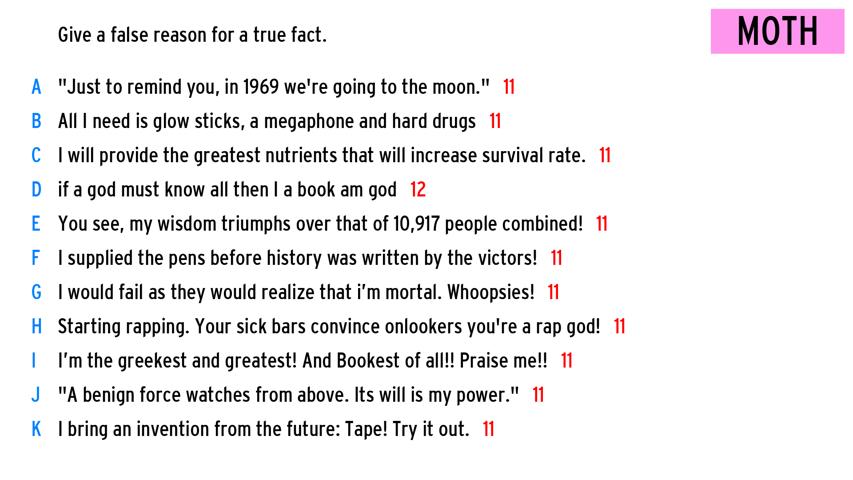 Give a false reason for a true fact.
MOTH
A "Just to remind you, in 1969 we're going to the moon." 11
B All I need is glow sticks, a megaphone and hard drugs 11
C I will provide the greatest nutrients that will increase survival rate. 11
D if a god must know all then I a book am god 12
E You see, my wisdom triumphs over that of 10,917 people combined! 11
F I supplied the pens before history was written by the victors! 11
G I would fail as they would realize that i'm mortal. Whoopsies! 11
H Starting rapping. Your sick bars convince onlookers you're a rap god! 11
I I'm the greekest and greatest! And Bookest of all!! Praise me!! 11
J "A benign force watches from above. Its will is my power." 11
K I bring an invention from the future: Tape! Try it out. 11